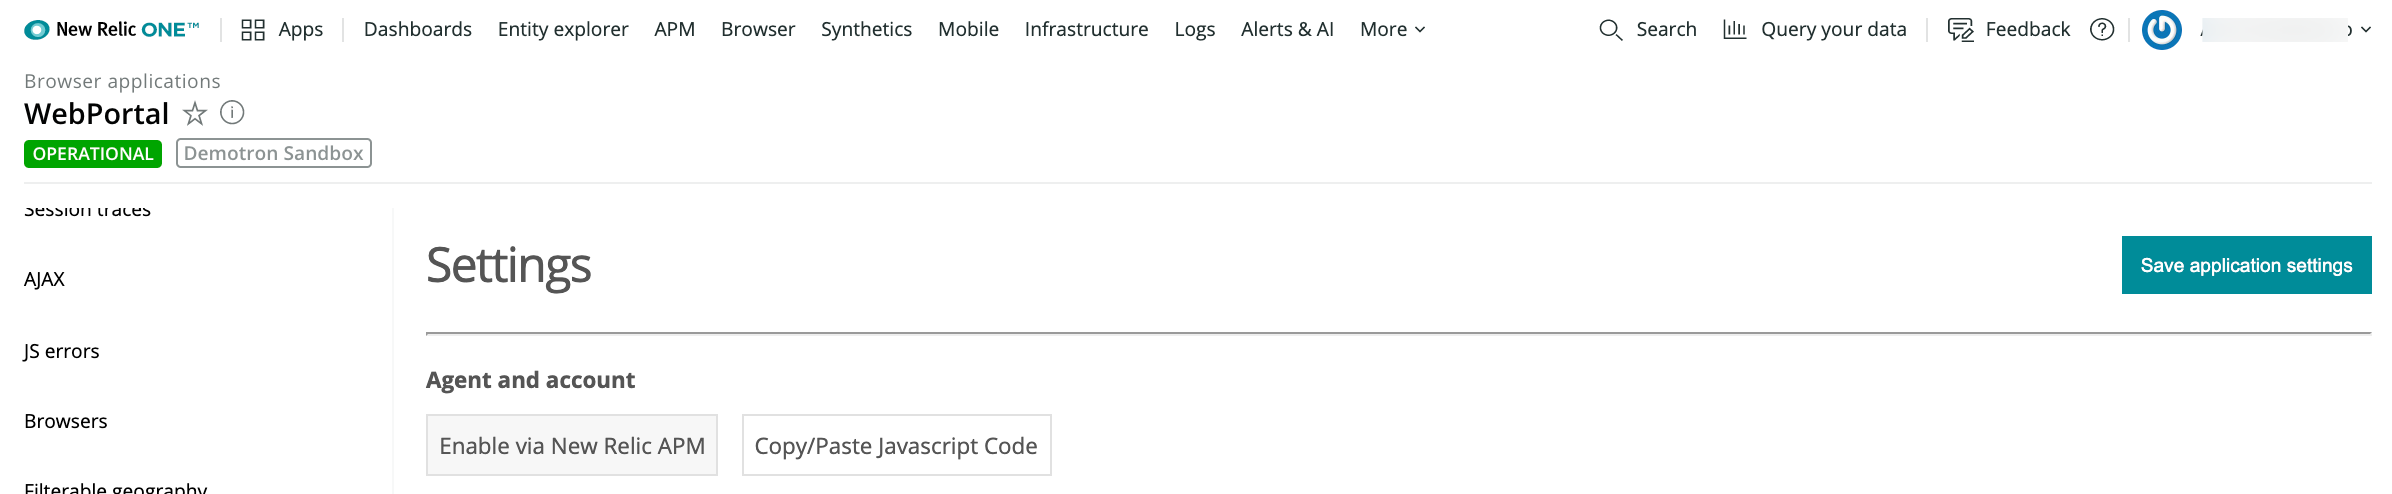 New Relic ONE™ Apps Dashboards Entity explorer APM Browser Synthetics Mobile Infrastructure Logs Alerts & AI More Search Query your data Feedback ?
Browser applications
WebPortal
OPERATIONAL Demotron Sandbox
Session traces
AJAX
JS errors
Browsers
Filterable geography
Settings
Save application settings
Agent and account
Enable via New Relic APM Copy/Paste Javascript Code